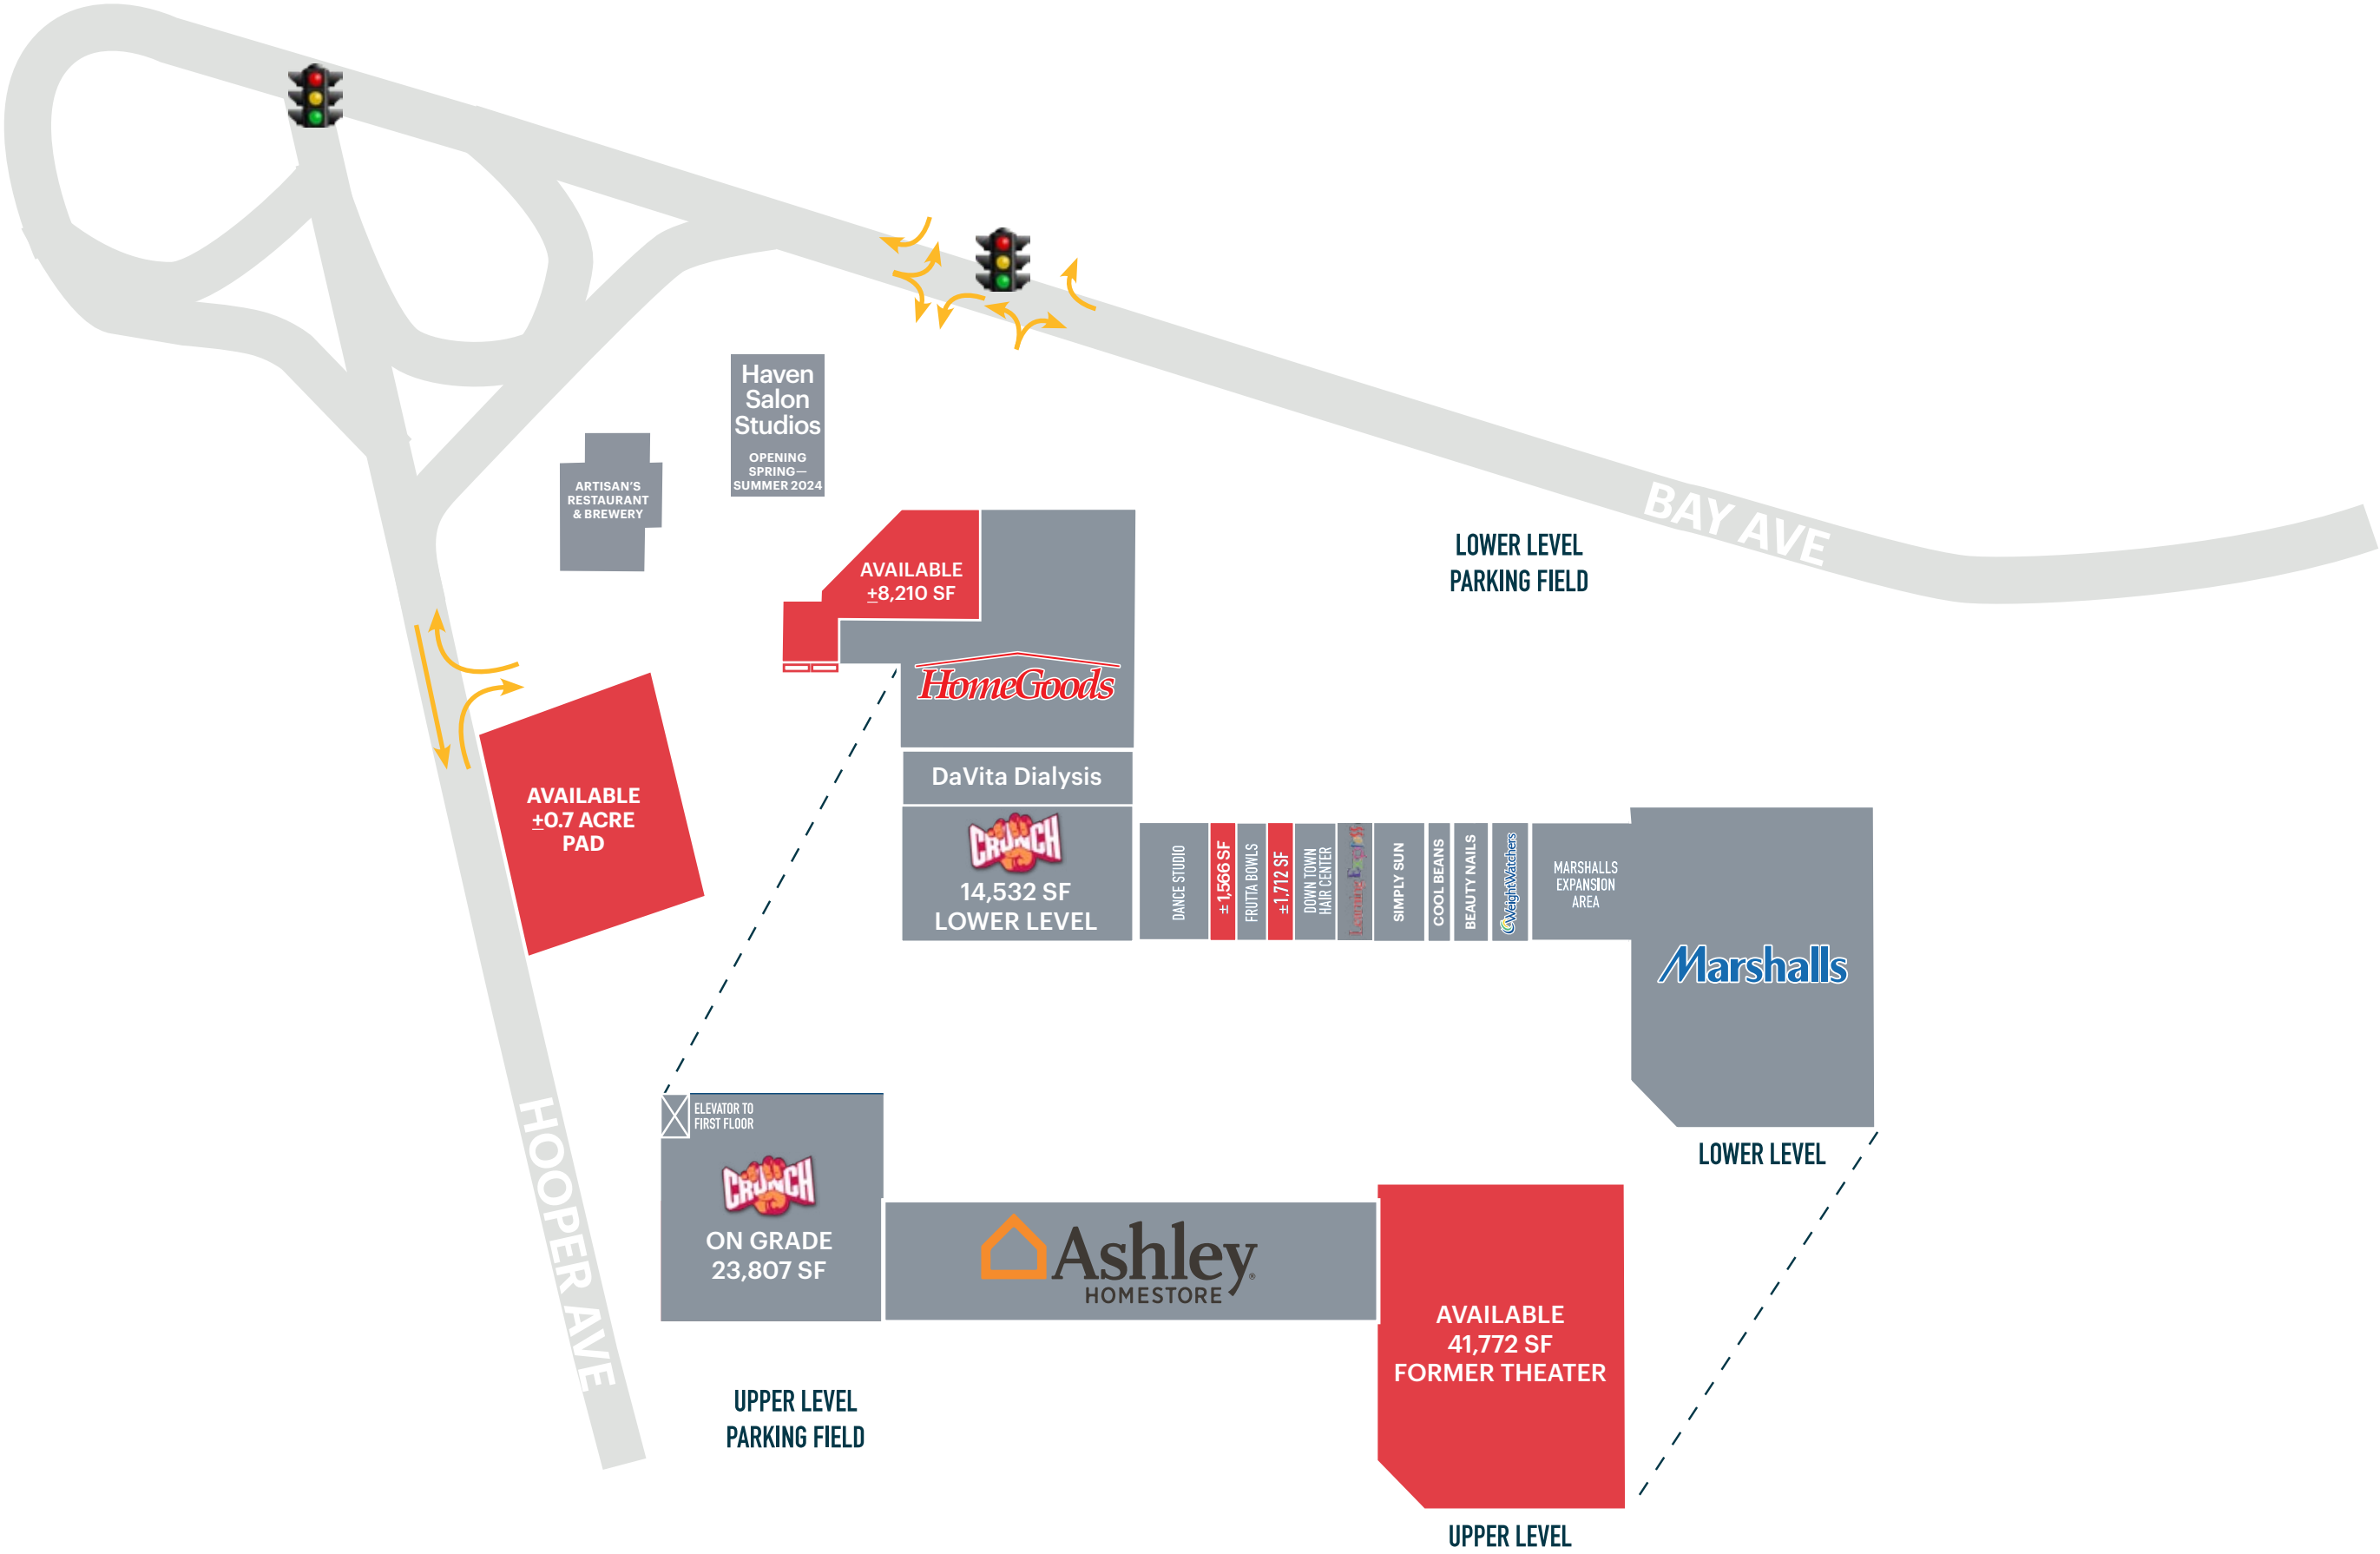 Haven
Salon
Studios
OPENING
SPRING—
SUMMER 2024
ARTISAN'S
RESTAURANT
& BREWERY
BAY AVE
LOWER LEVEL
PARKING FIELD
AVAILABLE
±8,210 SF
HomeGoods
AVAILABLE
±0.7 ACRE
PAD
DaVita Dialysis
CRUNCH
14,532 SF
LOWER LEVEL
DANCE STUDIO
±1,566 SF
FRUTTA BOWLS
±1,712 SF
DOWN TOWN
HAIR CENTER
Learning Express
SIMPLY SUN
COOL BEANS
BEAUTY NAILS
WeightWatchers
MARSHALLS
EXPANSION
AREA
Marshalls
LOWER LEVEL
HOOPER AVE
ELEVATOR TO
FIRST FLOOR
CRUNCH
ON GRADE
23,807 SF
Ashley
HOMESTORE
AVAILABLE
41,772 SF
FORMER THEATER
UPPER LEVEL
PARKING FIELD
UPPER LEVEL